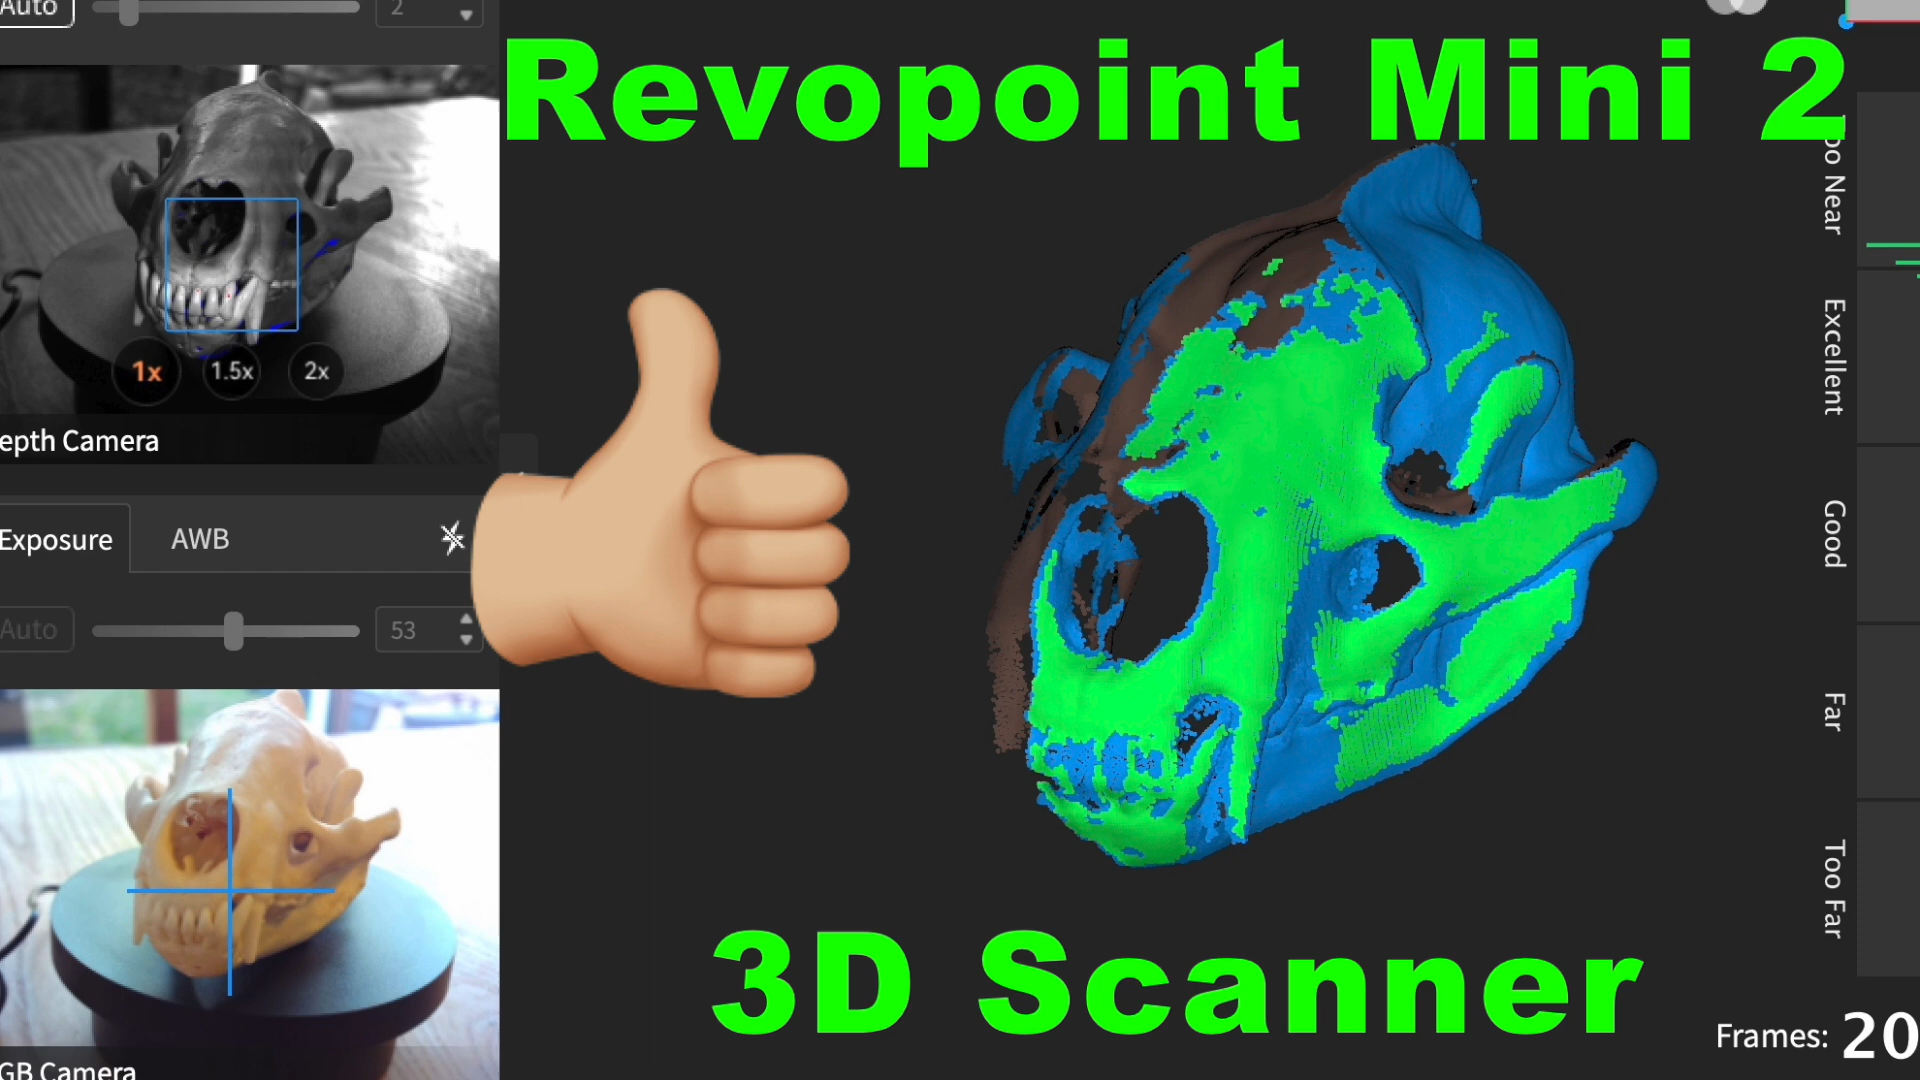 Auto
2
Revopoint Mini 2
1x
1.5x
2x
epth Camera
Exposure
AWB
Auto
53
GB Camera
oo Near
Excellent
Good
Far
Too Far
3D Scanner
Frames: 20